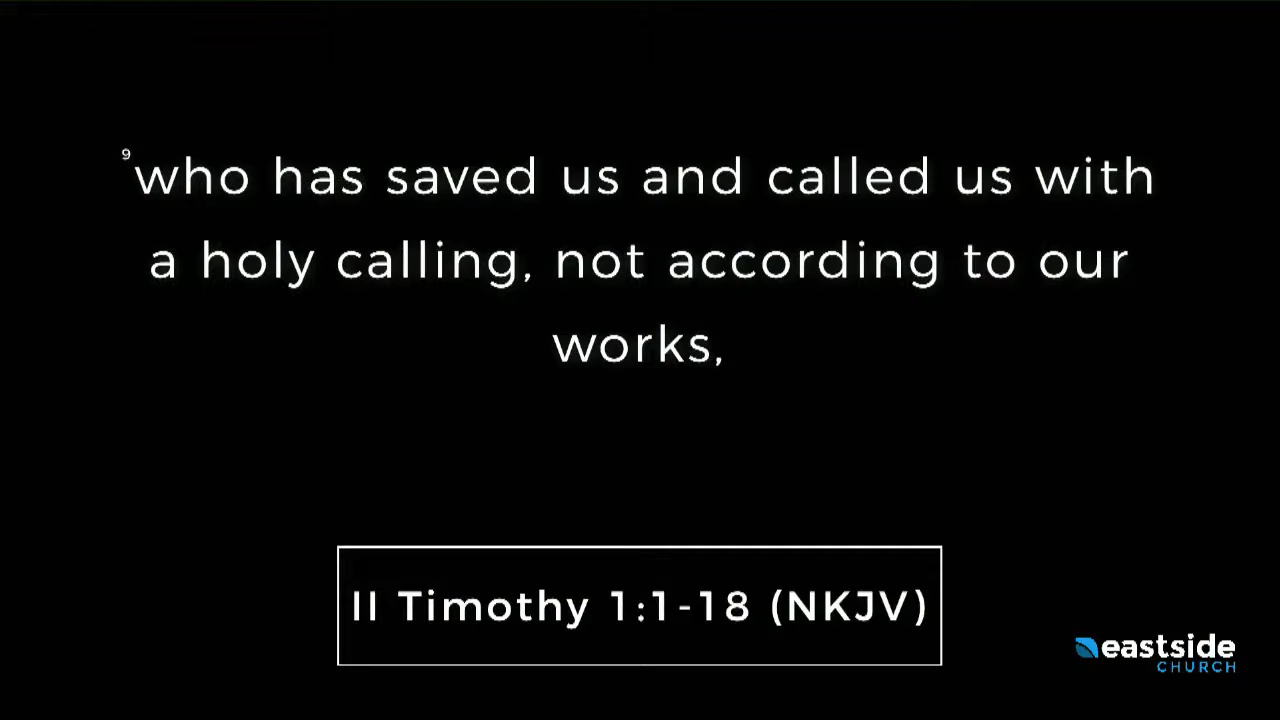 9who has saved us and called us with
a holy calling, not according to our
works,
II Timothy 1:1-18 (NKJV)
eastside
CHURCH